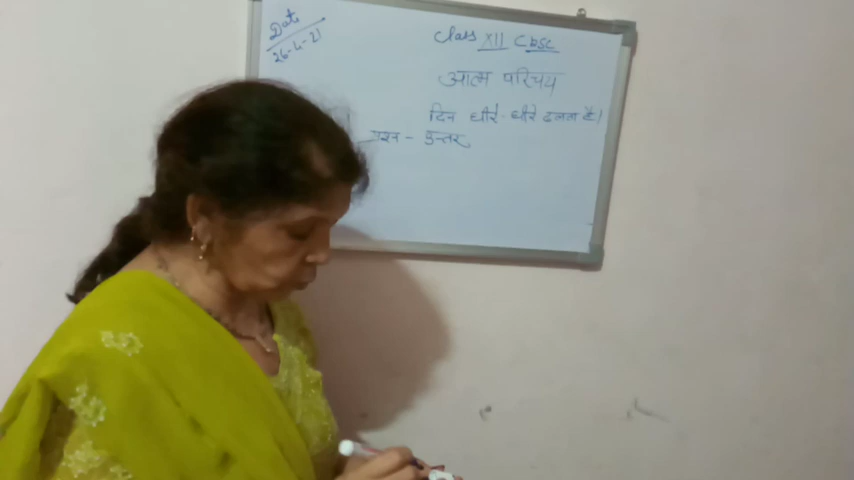 Date
26-4-21
Class XII CBSC
आत्म परिचय
दिन धीरे-धीरे ढलता है।
प्रश्न - उत्तर